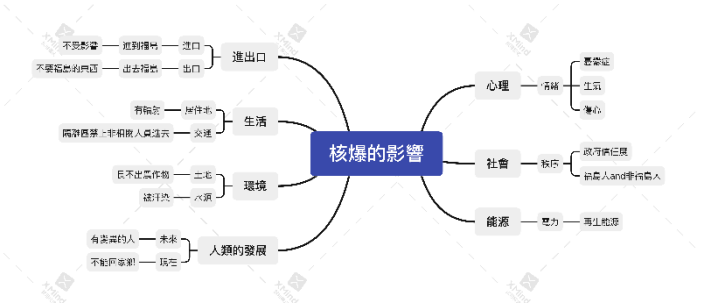 核爆的影響
進出口
進口
進到福島
不受影響
出口
出去福島
不要福島的東西
生活
居住地
有輻射
交通
隔離區禁止非相關人員進去
環境
土地
長不出農作物
水源
被汙染
人類的發展
未來
有變異的人
現在
不能回家鄉
心理
情緒
憂鬱症
生氣
傷心
社會
秩序
政府信任度
福島人and非福島人
能源
電力
再生能源
XMind